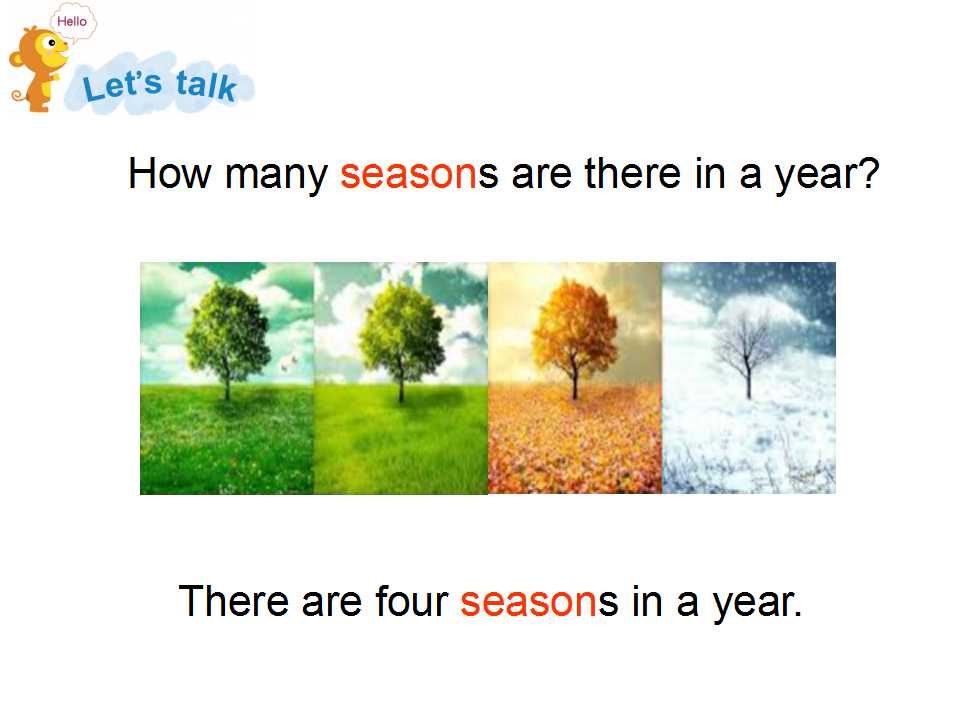 Hello
Let's talk
How many seasons are there in a year?
There are four seasons in a year.